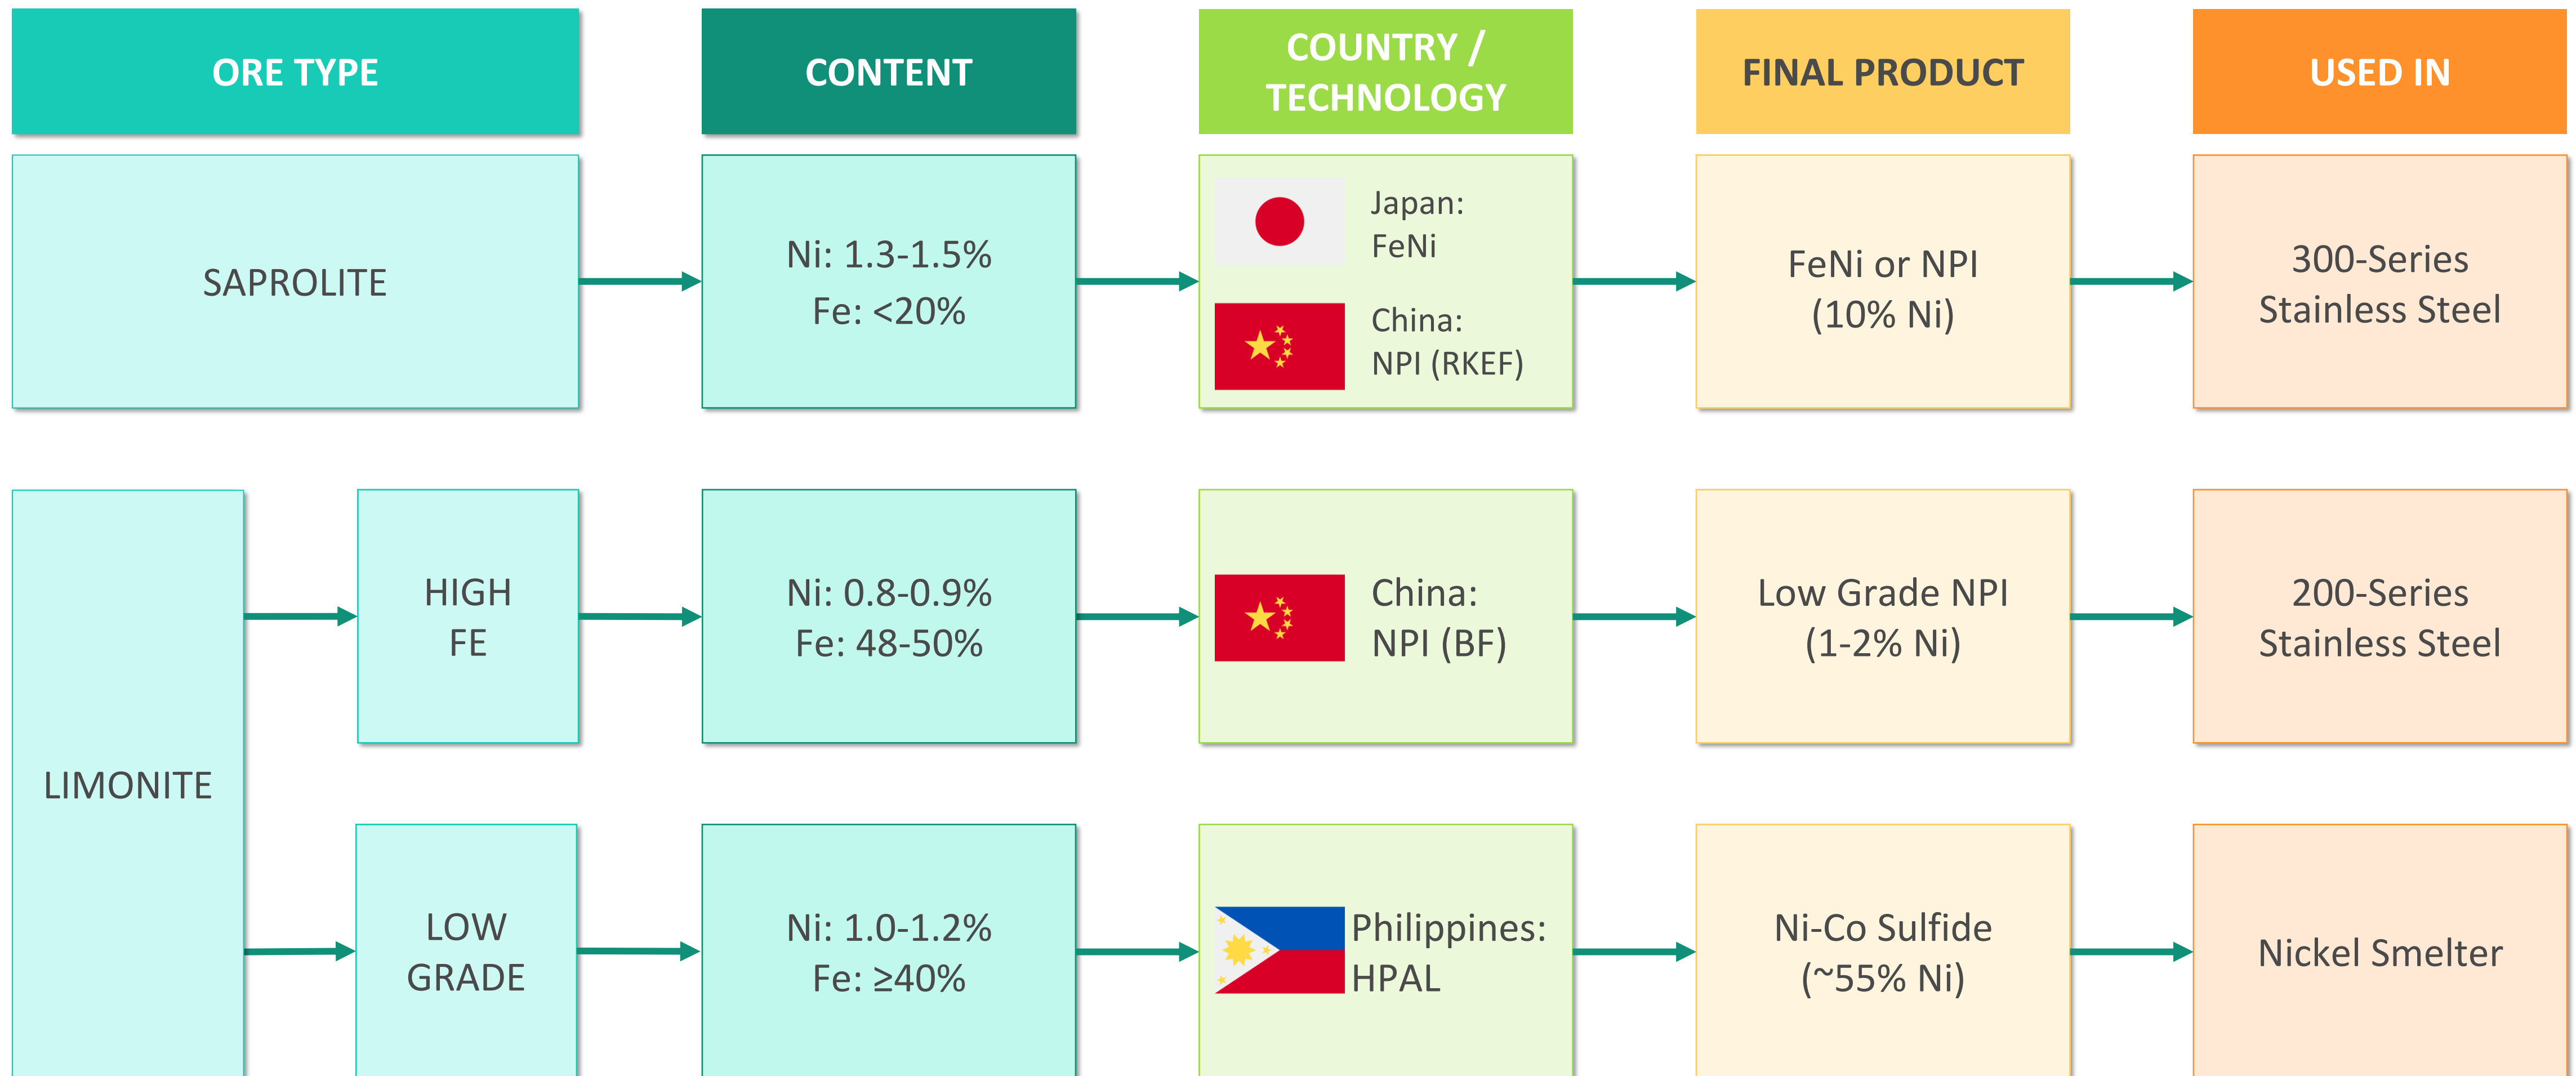 ORE TYPE
CONTENT
COUNTRY /
TECHNOLOGY
FINAL PRODUCT
USED IN
SAPROLITE
Ni: 1.3-1.5%
Fe: <20%
Japan:
FeNi
China:
NPI (RKEF)
FeNi or NPI
(10% Ni)
300-Series
Stainless Steel
LIMONITE
HIGH
FE
Ni: 0.8-0.9%
Fe: 48-50%
China:
NPI (BF)
Low Grade NPI
(1-2% Ni)
200-Series
Stainless Steel
LOW
GRADE
Ni: 1.0-1.2%
Fe: ≥40%
Philippines:
HPAL
Ni-Co Sulfide
(~55% Ni)
Nickel Smelter